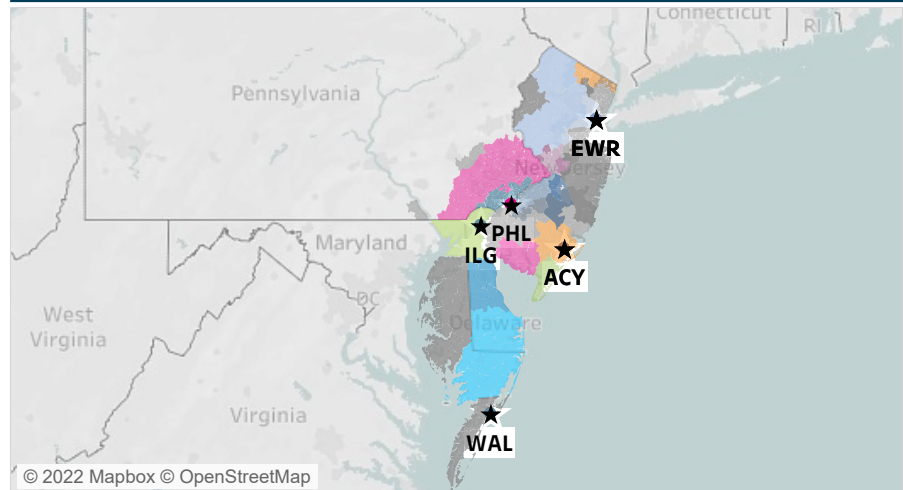 Connecticut
RI
Pennsylvania
EWR
New Jersey
PHL
Maryland
ILG
ACY
DC
West
Virginia
Delaware
Virginia
WAL
© 2022 Mapbox © OpenStreetMap